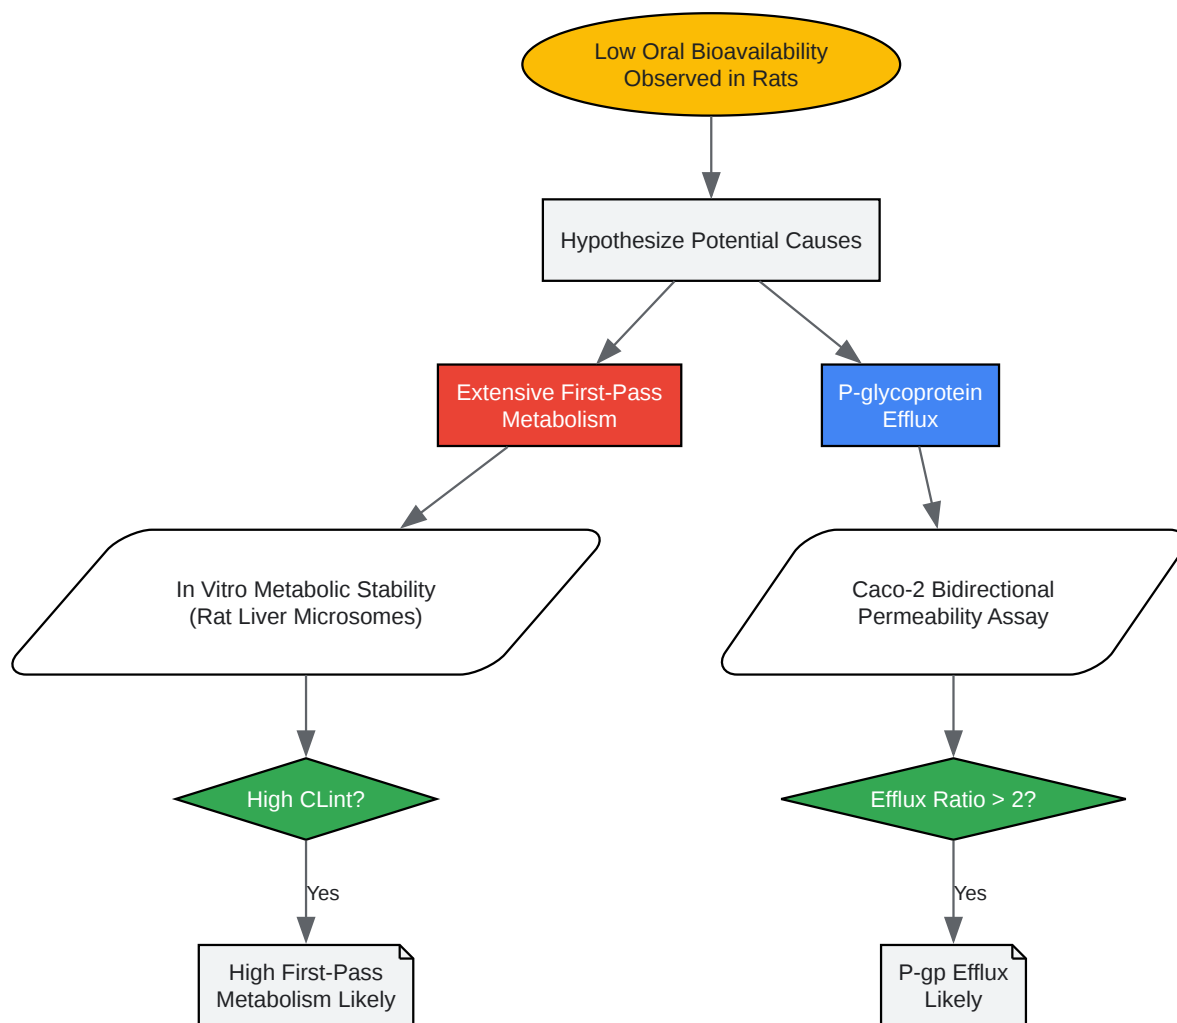 Low Oral Bioavailability
Observed in Rats
Hypothesize Potential Causes
Extensive First-Pass
Metabolism
P-glycoprotein
Efflux
In Vitro Metabolic Stability
(Rat Liver Microsomes)
Caco-2 Bidirectional
Permeability Assay
High CLint?
Efflux Ratio > 2?
Yes
Yes
High First-Pass
Metabolism Likely
P-gp Efflux
Likely